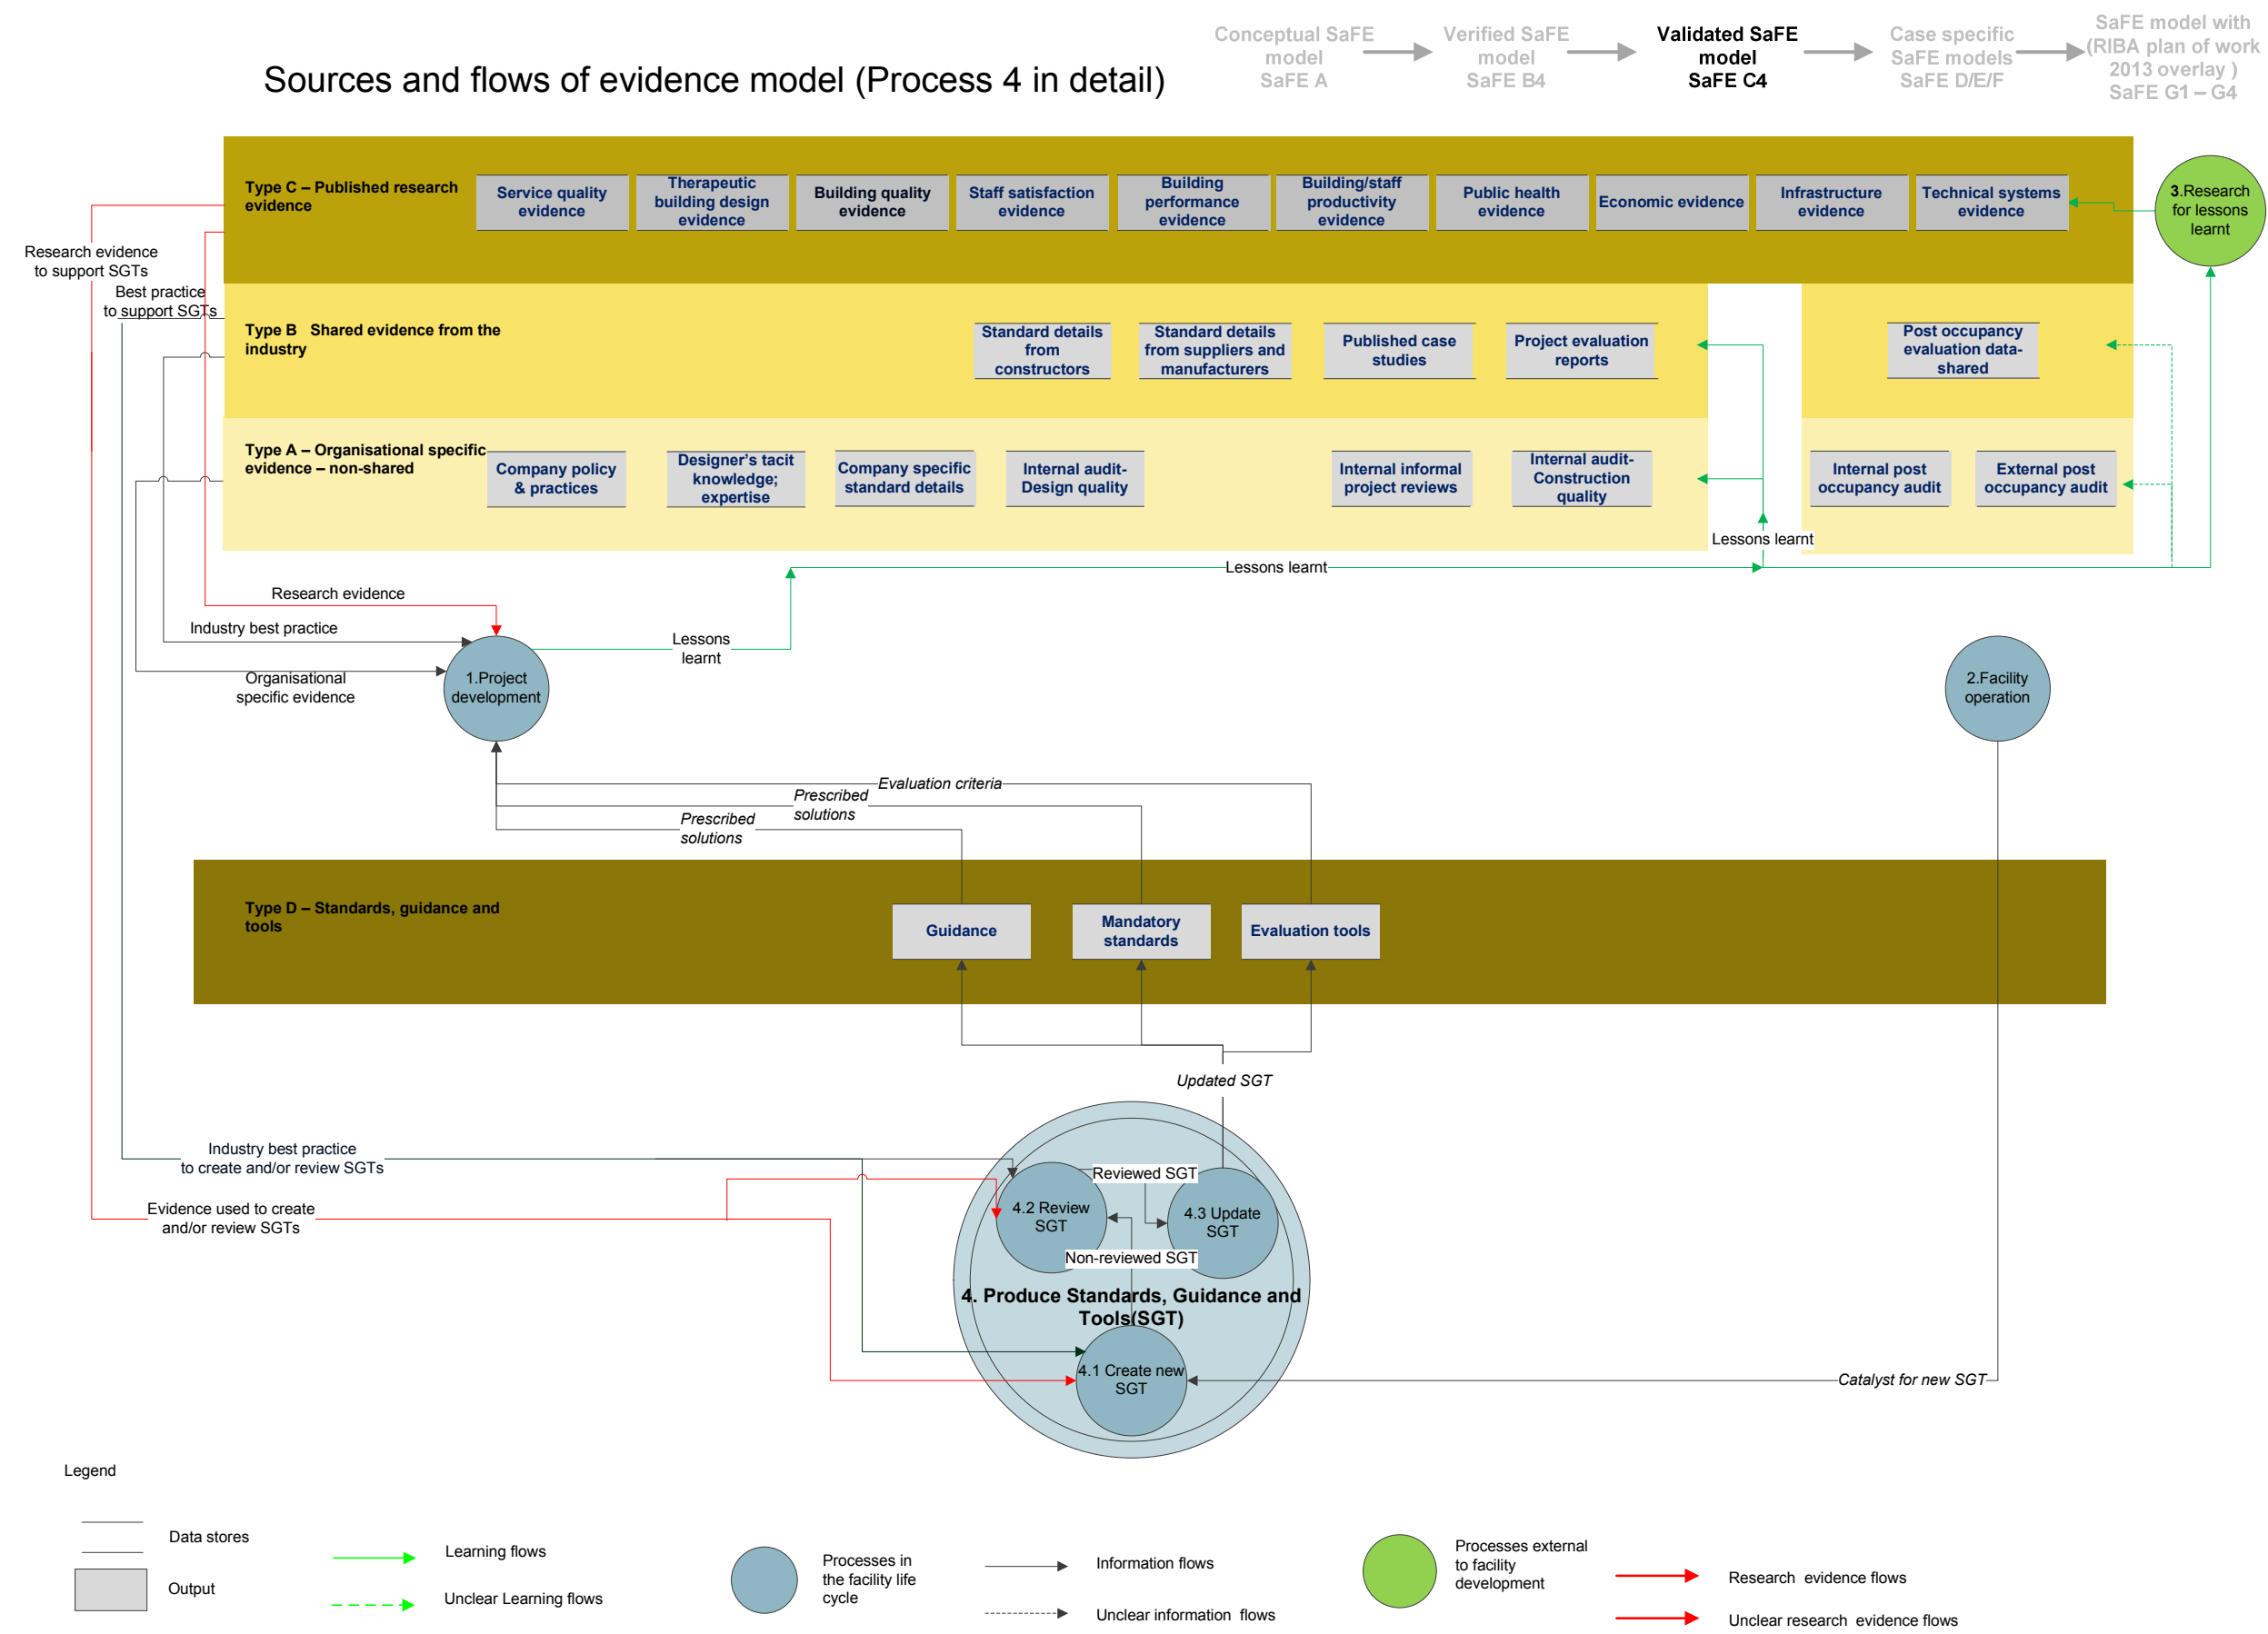 Conceptual SaFE
model
SaFE A
Verified SaFE
model
SaFE B4
Validated SaFE
model
SaFE C4
Case specific
SaFE models
SaFE D/E/F
SaFE model with
(RIBA plan of work
2013 overlay )
SaFE G1 – G4
Sources and flows of evidence model (Process 4 in detail)
Type C – Published research
evidence
Service quality
evidence
Therapeutic
building design
evidence
Building quality
evidence
Staff satisfaction
evidence
Building
performance
evidence
Building/staff
productivity
evidence
Public health
evidence
Economic evidence
Infrastructure
evidence
Technical systems
evidence
3.Research
for lessons
learnt
Research evidence
to support SGTs
Best practice
to support SGTs
Type B   Shared evidence from the
industry
Standard details
from
constructors
Standard details
from suppliers and
manufacturers
Published case
studies
Project evaluation
reports
Post occupancy
evaluation data-
shared
Type A – Organisational specific
evidence – non-shared
Company policy
& practices
Designer's tacit
knowledge;
expertise
Company specific
standard details
Internal audit-
Design quality
Internal informal
project reviews
Internal audit-
Construction
quality
Internal post
occupancy audit
External post
occupancy audit
Lessons learnt
Lessons learnt
Research evidence
Industry best practice
Lessons
learnt
Organisational
specific evidence
1.Project
development
2.Facility
operation
Evaluation criteria
Prescribed
solutions
Prescribed
solutions
Type D – Standards, guidance and
tools
Guidance
Mandatory
standards
Evaluation tools
Updated SGT
Industry best practice
to create and/or review SGTs
Evidence used to create
and/or review SGTs
Reviewed SGT
4.2 Review
SGT
4.3 Update
SGT
Non-reviewed SGT
4. Produce Standards, Guidance and
Tools(SGT)
4.1 Create new
SGT
Catalyst for new SGT
Legend
Data stores
Output
Learning flows
Unclear Learning flows
Processes in
the facility life
cycle
Information flows
Unclear information  flows
Processes external
to facility
development
Research  evidence flows
Unclear research  evidence flows